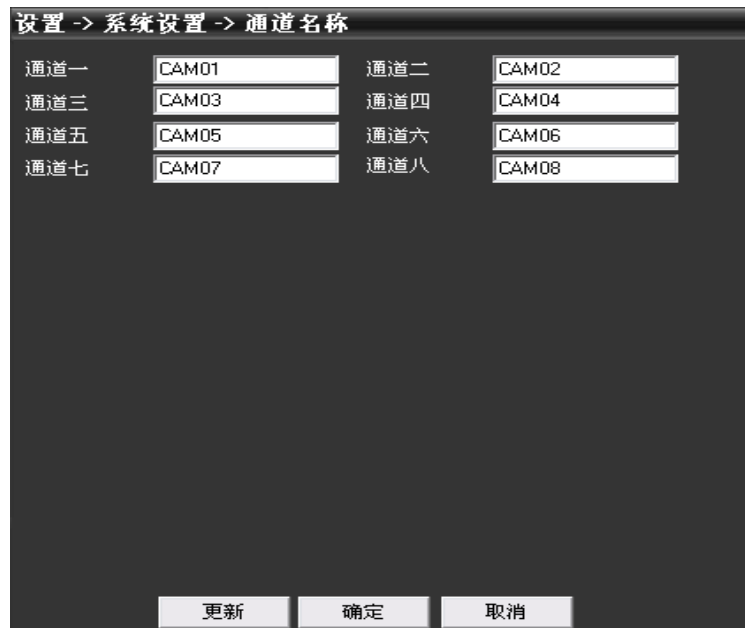 设置 -> 系统设置 -> 通道名称
通道一 CAM01 通道二 CAM02
通道三 CAM03 通道四 CAM04
通道五 CAM05 通道六 CAM06
通道七 CAM07 通道八 CAM08
更新 确定 取消